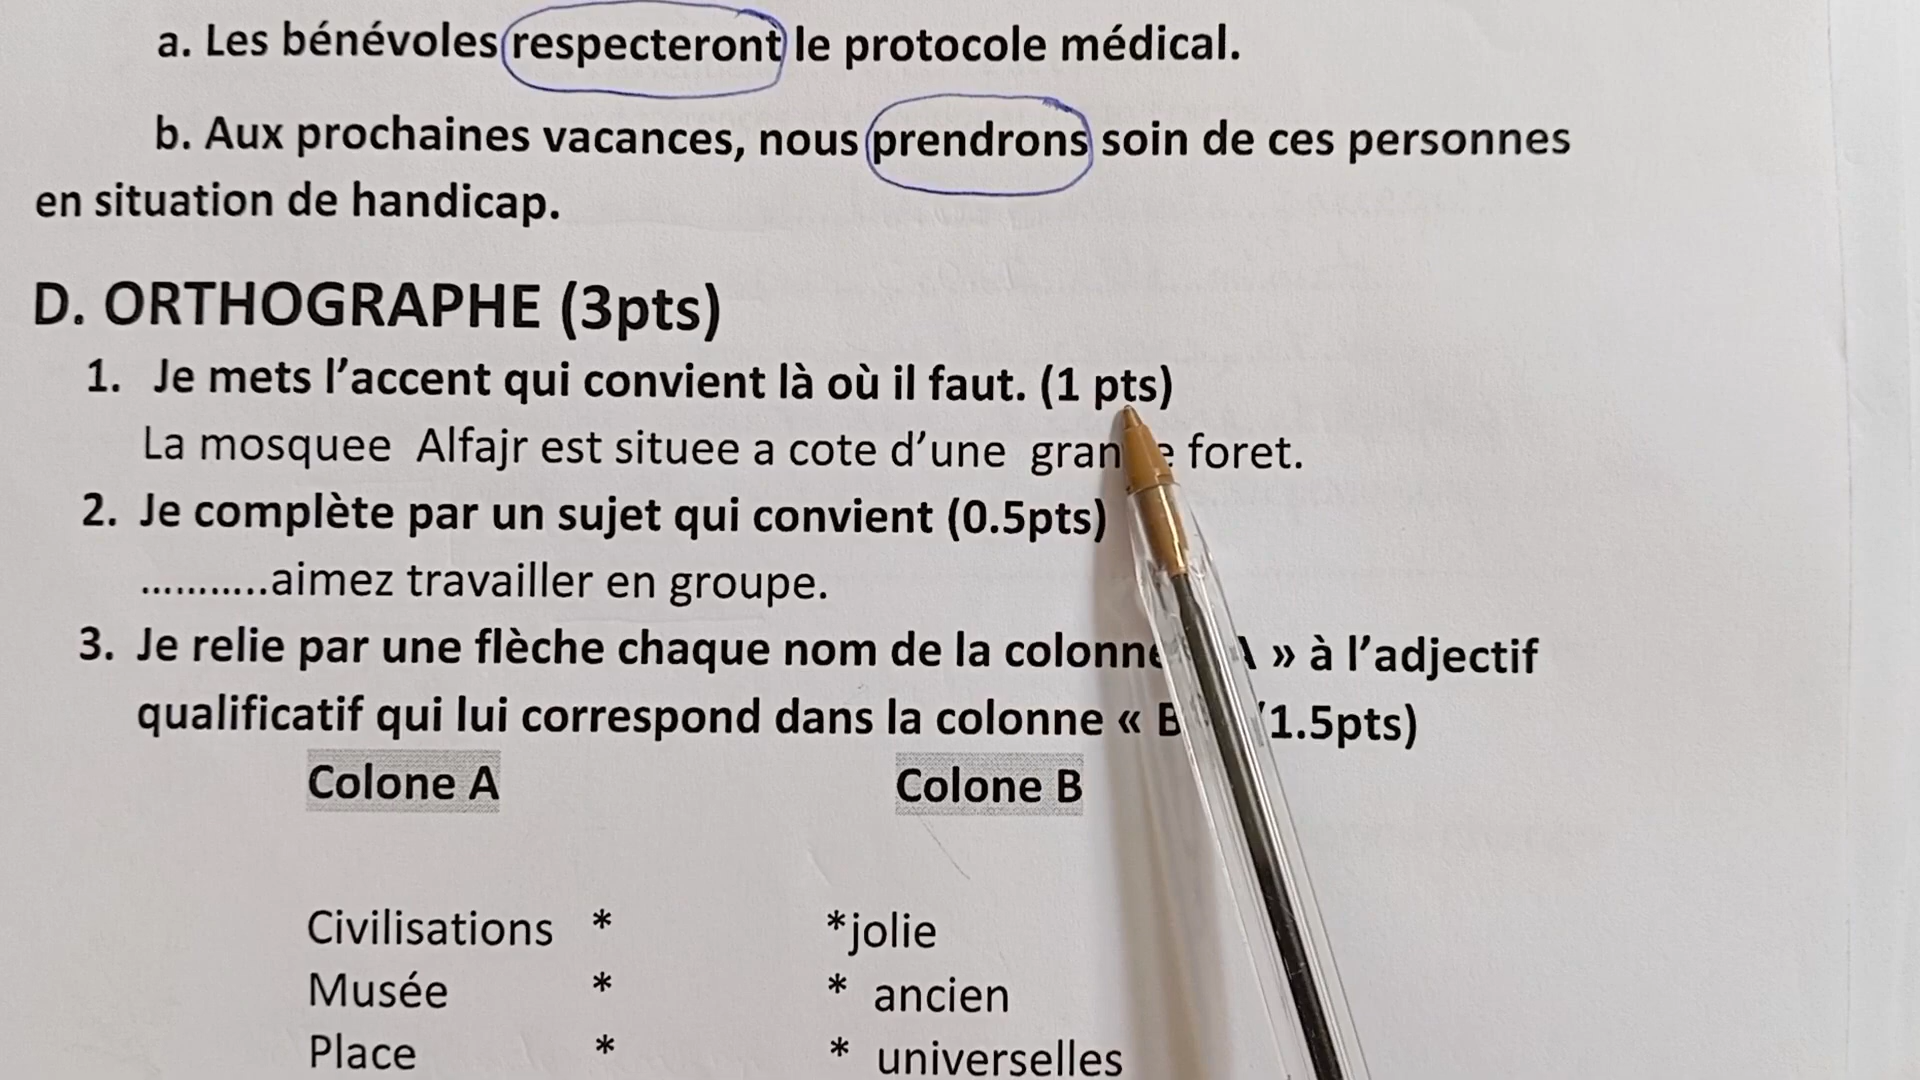 a. Les bénévoles respecteront le protocole médical.
b. Aux prochaines vacances, nous prendrons soin de ces personnes
en situation de handicap.
D. ORTHOGRAPHE (3pts)
1. Je mets l’accent qui convient là où il faut. (1 pts)
La mosquee Alfajr est situee a cote d’une grande foret.
2. Je complète par un sujet qui convient (0.5pts)
...........aimez travailler en groupe.
3. Je relie par une flèche chaque nom de la colonne « A » à l’adjectif
qualificatif qui lui correspond dans la colonne « B » (1.5pts)
Colone A Colone B
Civilisations * *jolie
Musée * * ancien
Place * * universelles